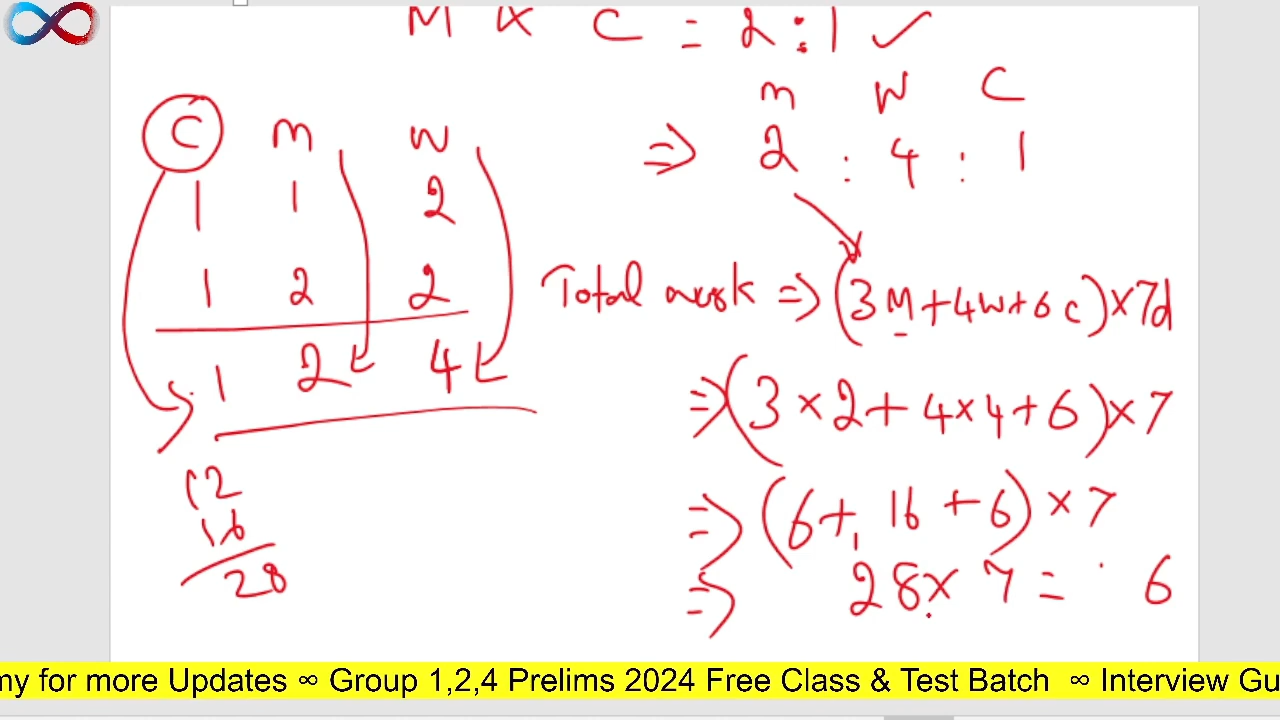 M & C = 2:1 ✓
m W C
⇒ 2 : 4 : 1
C m W
1 1 2
1 2 2
1 2 4
Total work ⇒ (3M+4W+6C)×7d
⇒ (3×2+4×4+6)×7
⇒ (6+16+6)×7
⇒ 28×7= 6
12
16
28
my for more Updates ∞ Group 1,2,4 Prelims 2024 Free Class & Test Batch ∞ Interview Gu